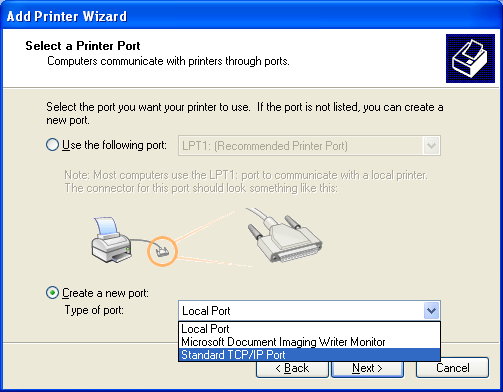 Add Printer Wizard
Select a Printer Port
Computers communicate with printers through ports.
Select the port you want your printer to use. If the port is not listed, you can create a
new port.
Use the following port: LPT1: (Recommended Printer Port)
Note: Most computers use the LPT1: port to communicate with a local printer.
The connector for this port should look something like this:
Create a new port:
Type of port: Local Port
Local Port
Microsoft Document Imaging Writer Monitor
Standard TCP/IP Port
< Back Next > Cancel